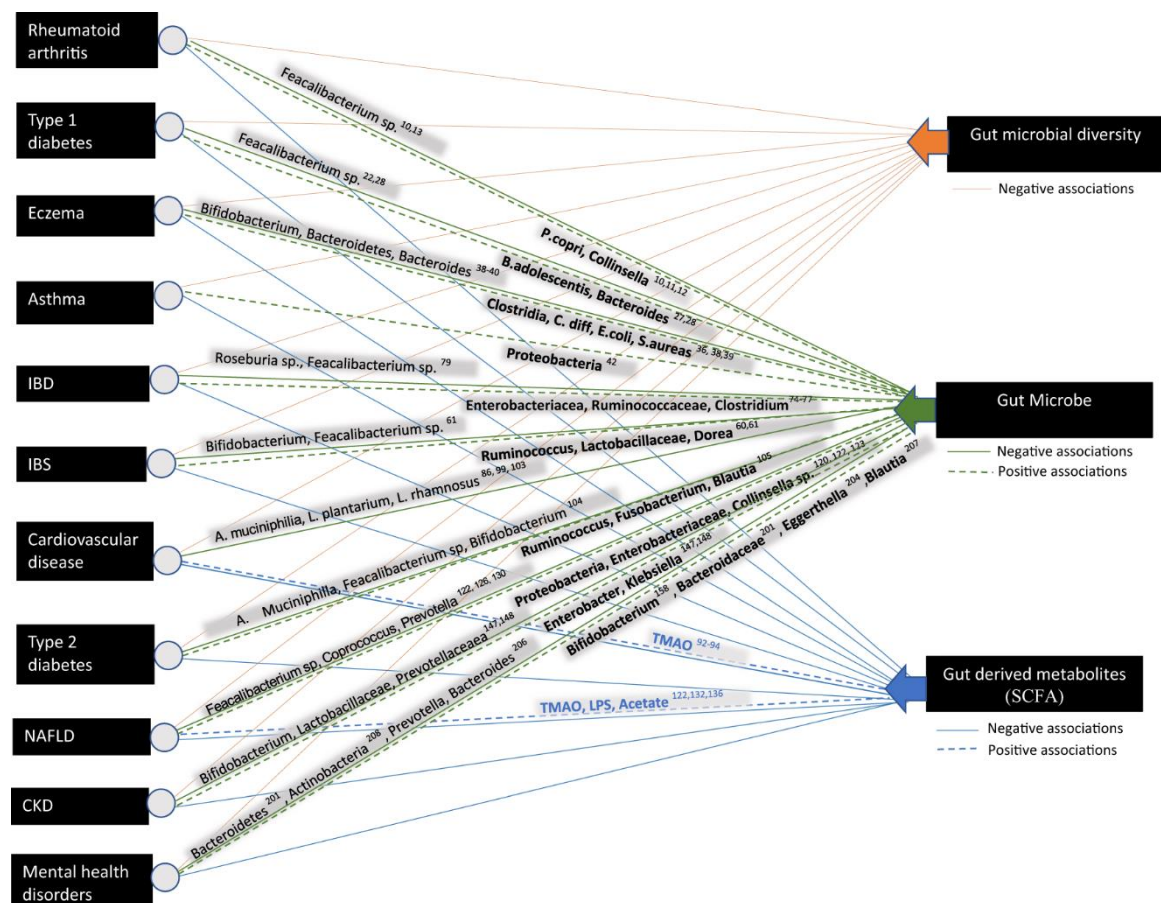 Rheumatoid
arthritis
Type 1
diabetes
Eczema
Asthma
IBD
IBS
Cardiovascular
disease
Type 2
diabetes
NAFLD
CKD
Mental health
disorders
Feacalibacterium sp. 10,13
P.copri, Collinsella 10,11,12
Feacalibacterium sp. 22,28
B.adolescentis, Bacteroides 27,28
Bifidobacterium, Bacteroidetes, Bacteroides 38-40
Clostridia, C. diff, E.coli, S.aureas 36, 38,39
Proteobacteria 42
Roseburia sp., Feacalibacterium sp. 79
Enterobacteriacea, Ruminococcaceae, Clostridium 74-77
Bifidobacterium, Feacalibacterium sp. 61
Ruminococcus, Lactobacillaceae, Dorea 60,61
A. muciniphilia, L. plantarium, L. rhamnosus 86, 99, 103
A. Muciniphilla, Feacalibacterium sp, Bifidobacterium 104
Ruminococcus, Fusobacterium, Blautia 105
Feacalibacterium sp, Coprococcus, Prevotella 122, 126, 130
Proteobacteria, Enterobacteriaceae, Collinsella sp. 120, 122, 123
Bifidobacterium, Lactobacillaceae, Prevotellaceaea 147,148
Enterobacter, Klebsiella 147,148
Bacteroidetes 201, Actinobacteria 208, Prevotella, Bacteroides 206
Bifidobacterium 158, Bacteroidaceae 201, Eggerthella 204, Blautia 207
TMAO 92-94
TMAO, LPS, Acetate 122,132,136
Gut microbial diversity
Negative associations
Gut Microbe
Negative associations
Positive associations
Gut derived metabolites
(SCFA)
Negative associations
Positive associations